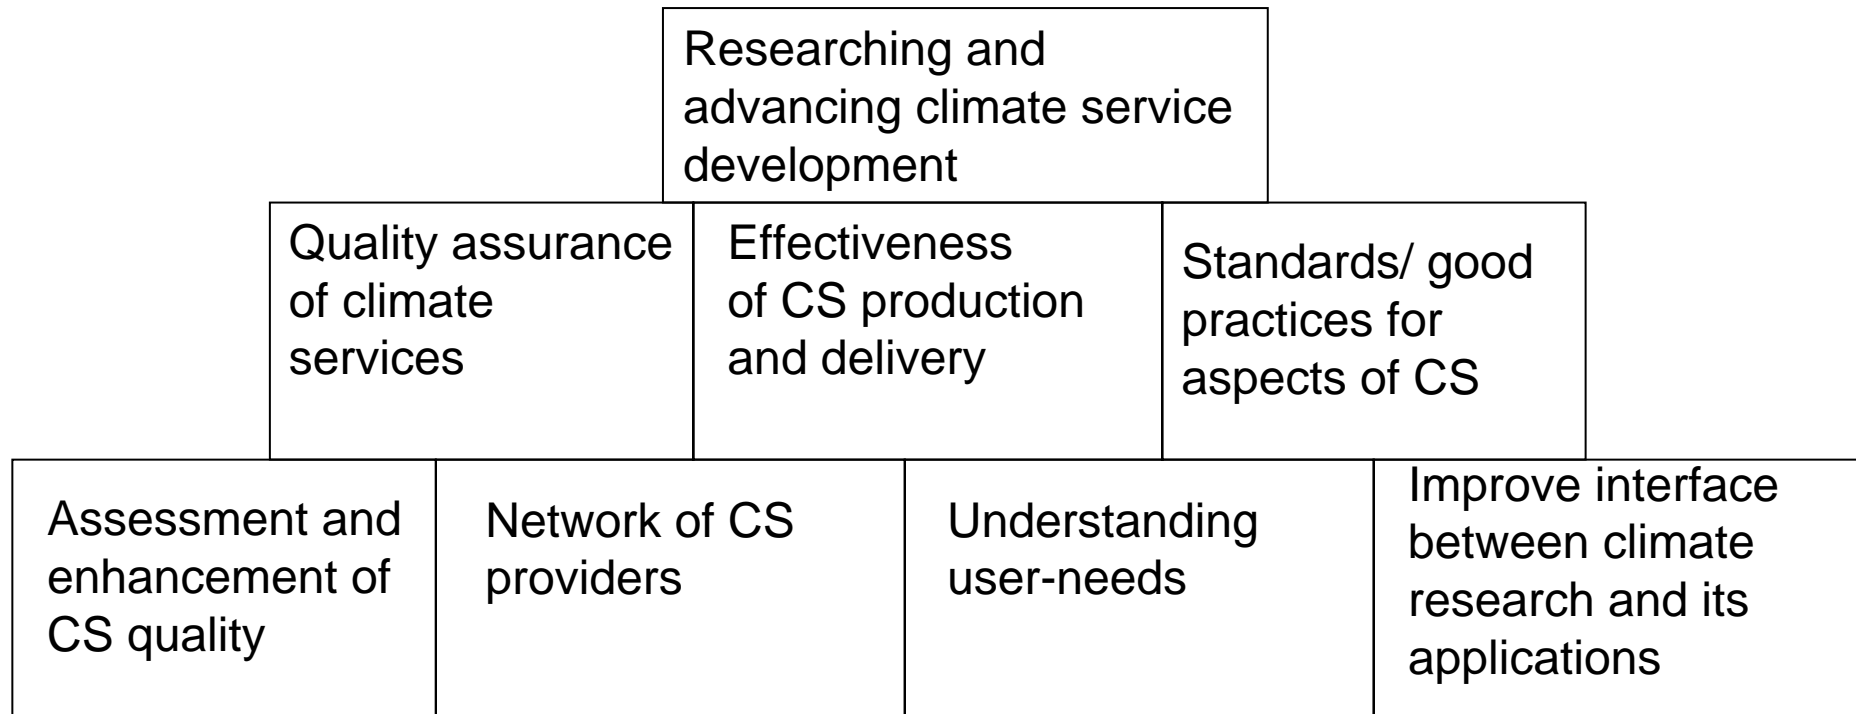 Researching and
advancing climate service
development
Quality assurance
of climate
services
Effectiveness
of CS production
and delivery
Standards/ good
practices for
aspects of CS
Assessment and
enhancement of
CS quality
Network of CS
providers
Understanding
user-needs
Improve interface
between climate
research and its
applications